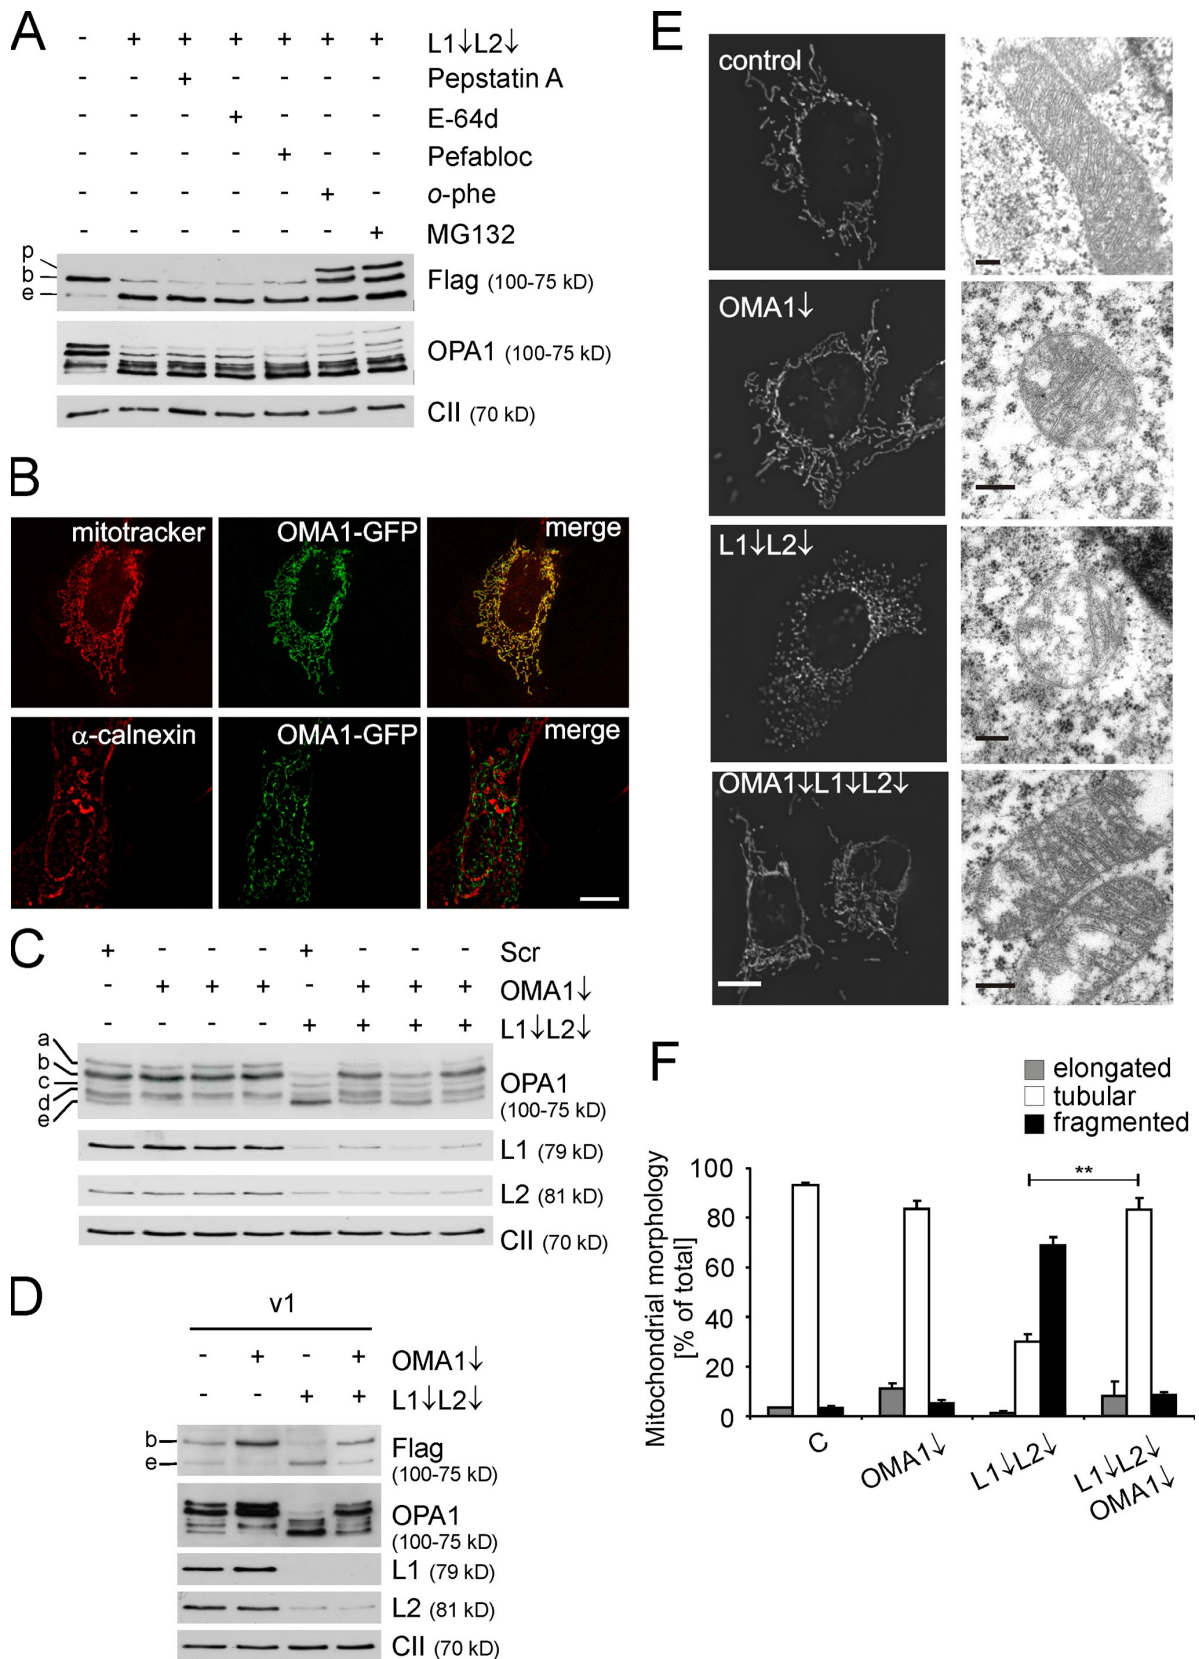 A
- + + + + + + L1↓L2↓
- - + - - - - Pepstatin A
- - - + - - - E-64d
- - - - + - - Pefabloc
- - - - - + - o-phe
- - - - - - + MG132
p
b
e
Flag (100-75 kD)
OPA1 (100-75 kD)
CII (70 kD)
B
mitotracker OMA1-GFP merge
α-calnexin OMA1-GFP merge
C
+ - - - + - - - Scr
- + + + - + + + OMA1↓
- - - - + + + + L1↓L2↓
a
b
c
d
e
OPA1
(100-75 kD)
L1 (79 kD)
L2 (81 kD)
CII (70 kD)
D
v1
- + - + OMA1↓
- - + + L1↓L2↓
b
e
Flag
(100-75 kD)
OPA1
(100-75 kD)
L1 (79 kD)
L2 (81 kD)
CII (70 kD)
E
control
OMA1↓
L1↓L2↓
OMA1↓L1↓L2↓
F
elongated
tubular
fragmented
Mitochondrial morphology
[% of total]
100
80
60
40
20
0
**
C
OMA1↓
L1↓L2↓
L1↓L2↓
OMA1↓